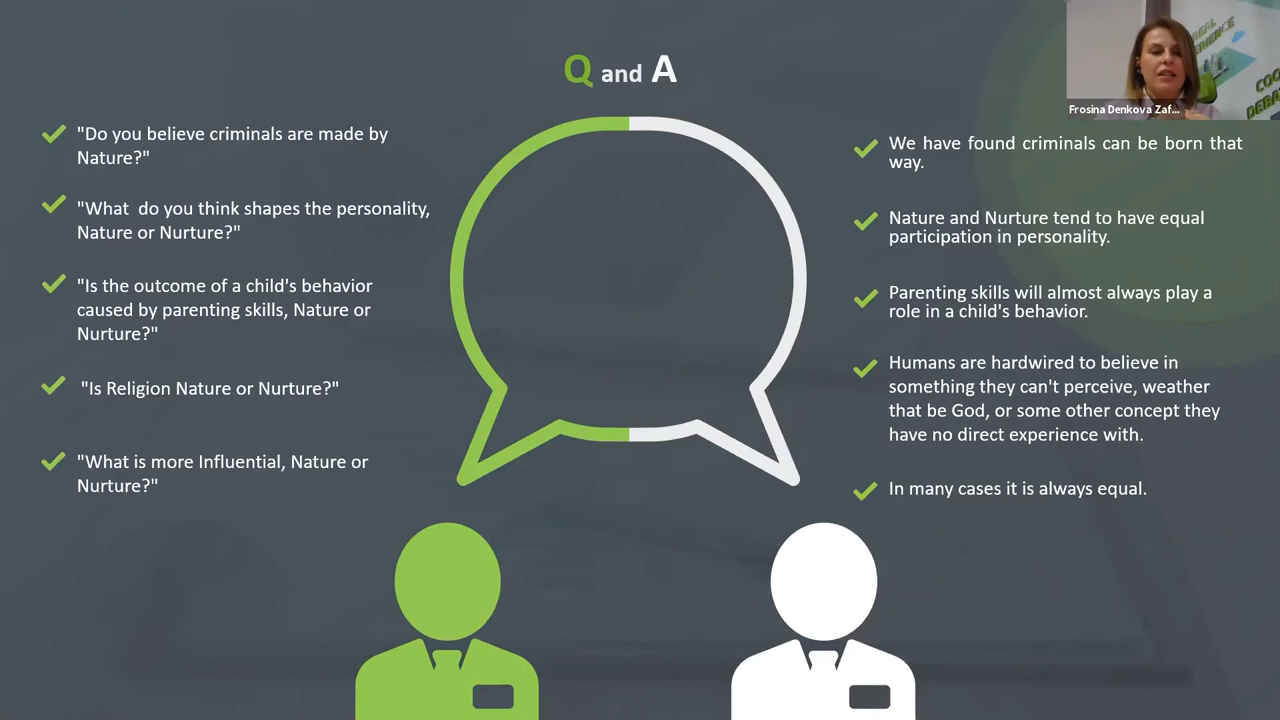 Q and A
"Do you believe criminals are made by
Nature?"
"What do you think shapes the personality,
Nature or Nurture?"
"Is the outcome of a child's behavior
caused by parenting skills, Nature or
Nurture?"
"Is Religion Nature or Nurture?"
"What is more Influential, Nature or
Nurture?"
We have found criminals can be born that
way.
Nature and Nurture tend to have equal
participation in personality.
Parenting skills will almost always play a
role in a child's behavior.
Humans are hardwired to believe in
something they can't perceive, weather
that be God, or some other concept they
have no direct experience with.
In many cases it is always equal.
Frosina Denkova Zaf...